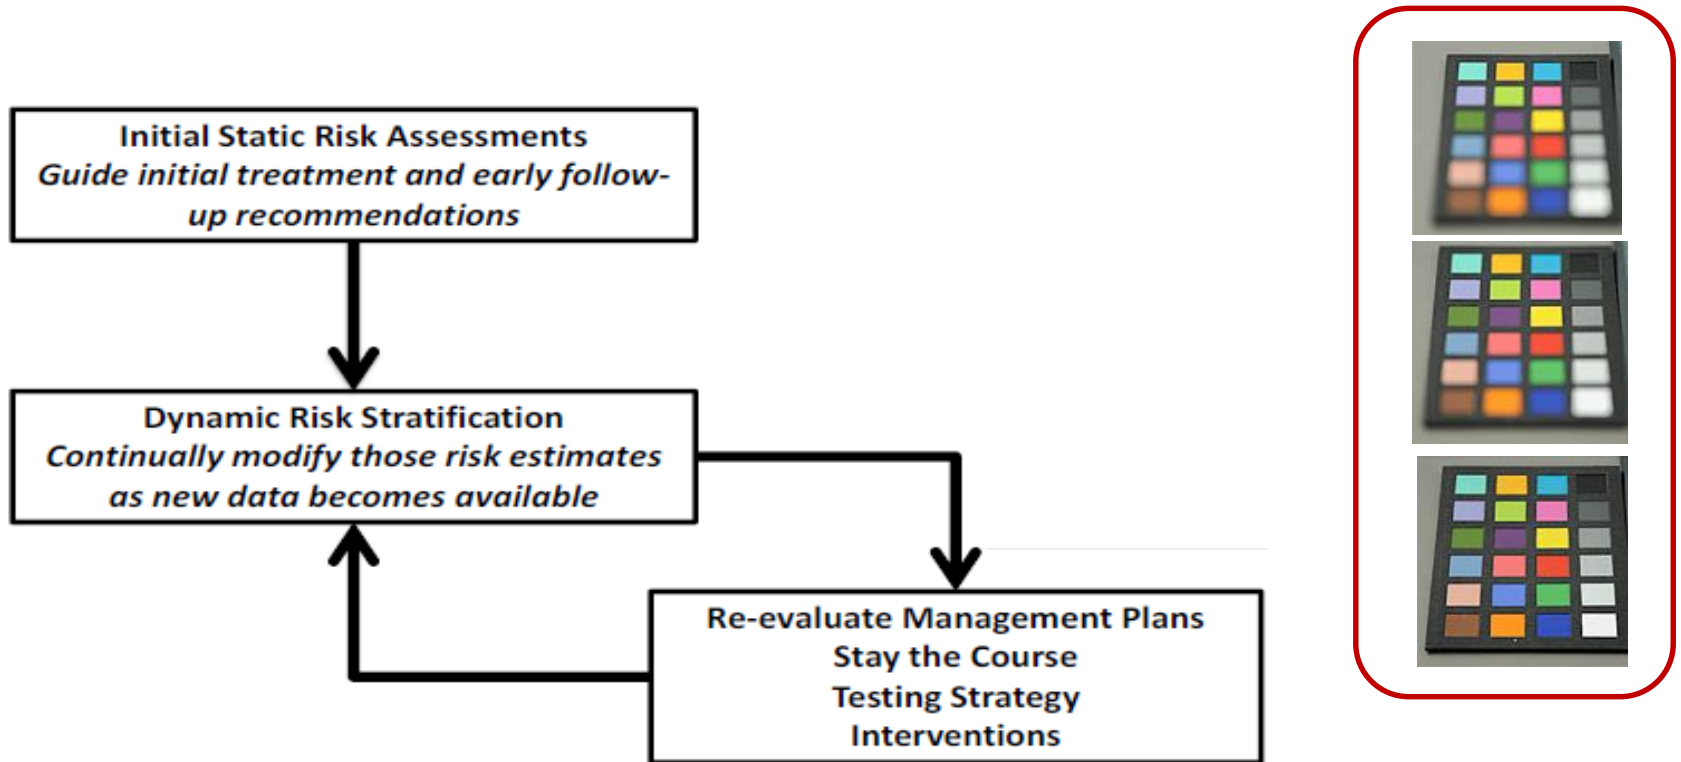 Initial Static Risk Assessments
Guide initial treatment and early follow-
up recommendations
Dynamic Risk Stratification
Continually modify those risk estimates
as new data becomes available
Re-evaluate Management Plans
Stay the Course
Testing Strategy
Interventions